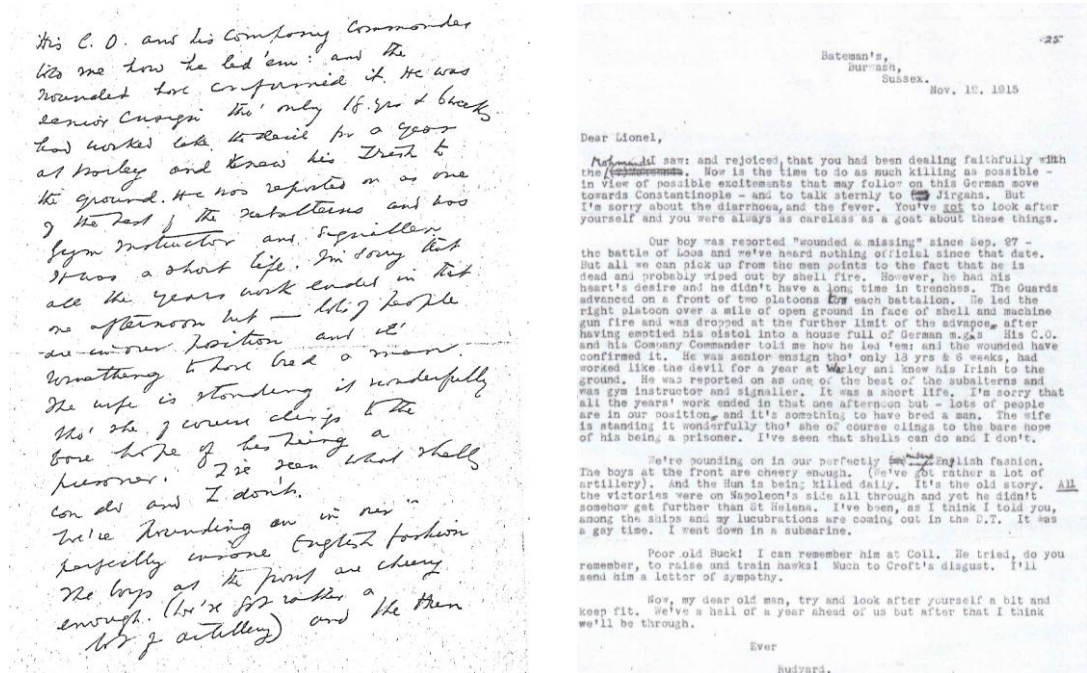 His C. O. and his Company Commander
told me how he led 'em: and the
wounded have confirmed it. He was
senior ensign tho' only 18. yrs & 6 weeks
had worked like the devil for a year
at Warley and knew his Irish to
the ground. He was reported on as one
of the best of the subalterns and was
Gym Instructor and Signaller
It was a short life. I'm sorry that
all the years work ended in that
one afternoon but — lots of people
are in our position and it's
something to have bred a man.
The wife is standing it wonderfully
tho' she of course clings to the
bare hope of his being a
prisoner. I've seen what shells
can do and I don't.
We're pounding on in our
perfectly insane English fashion
The boys at the front are cheery
enough. (We've got rather a
lot of artillery) and the Hun
25
Bateman's,
Burwash,
Sussex.
Nov. 12, 1915
Dear Lionel,
Mohmands I saw: and rejoiced that you had been dealing faithfully with
the . Now is the time to do as much killing as possible -
in view of possible excitements that may follow on this German move
towards Constantinople - and to talk sternly to Jirgahs. But
I'm sorry about the diarrhoea, and the fever. You've got to look after
yourself and you were always as careless as a goat about these things.
Our boy was reported "wounded & missing" since Sep. 27 -
the battle of Loos and we've heard nothing official since that date.
But all we can pick up from the men points to the fact that he is
dead and probably wiped out by shell fire. However, he had his
heart's desire and he didn't have a long time in trenches. The Guards
advanced on a front of two platoons for each battalion. He led the
right platoon over a mile of open ground in face of shell and machine
gun fire and was dropped at the further limit of the advance, after
having emptied his pistol into a house full of German m.g.s His C.O.
and his Company Commander told me how he led 'em: and the wounded have
confirmed it. He was senior ensign tho' only 18 yrs & 6 weeks, had
worked like the devil for a year at Warley and knew his Irish to the
ground. He was reported on as one of the best of the subalterns and
was gym instructor and signaller. It was a short life. I'm sorry that
all the years' work ended in that one afternoon but - lots of people
are in our position, and it's something to have bred a man. The wife
is standing it wonderfully tho' she of course clings to the bare hope
of his being a prisoner. I've seen what shells can do and I don't.
We're pounding on in our perfectly insane English fashion.
The boys at the front are cheery enough. (We've got rather a lot of
artillery). And the Hun is being killed daily. It's the old story. All
the victories were on Napoleon's side all through and yet he didn't
somehow get further than St Helena. I've been, as I think I told you,
among the ships and my lucubrations are coming out in the D.T. It was
a gay time. I went down in a submarine.
Poor old Buck! I can remember him at Coll. He tried, do you
remember, to raise and train hawks! Much to Croft's disgust. I'll
send him a letter of sympathy.
Now, my dear old man, try and look after yourself a bit and
keep fit. We've a hell of a year ahead of us but after that I think
we'll be through.
Ever
Rudyard.